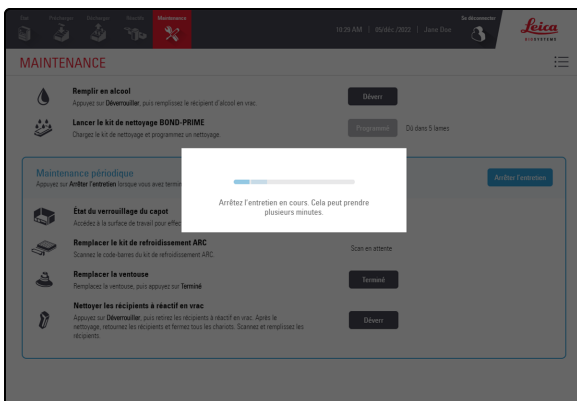 État Précharger Décharger Bluelife Maintenance
10:39 AM | 05/déc./2022 | Jane Doe
Se déconnecter
Leica
BIOSYSTEMS
MAINTENANCE
Remplir en alcool
Appuyez sur Déverrouiller, puis remplissez le récipient d'alcool en vrac.
Déverr
Lancer le kit de nettoyage BOND-PRIME
Chargez le kit de nettoyage et programmez un nettoyage.
Programmé
Dû dans 5 lames
Maintenance périodique
Appuyez sur Arrêter l'entretien lorsque vous avez termin
Arrêter l'entretien
Arrêtez l'entretien en cours. Cela peut prendre
plusieurs minutes.
État du verrouillage du capot
Accédez à la surface de travail pour effec
Remplacer le kit de refroidissement ARC
Scannez le code-barres du kit de refroidissement ARC
Scan en attente
Remplacer la ventouse
Remplacez la ventouse, puis appuyez sur Terminé
Terminé
Nettoyer les récipients à réactif en vrac
Appuyez sur Déverrouiller, puis retirez les récipients à réactif en vrac. Après le
nettoyage, retournez les récipients et fermez tous les chariots. Scannez et remplissez les
récipients.
Déverr